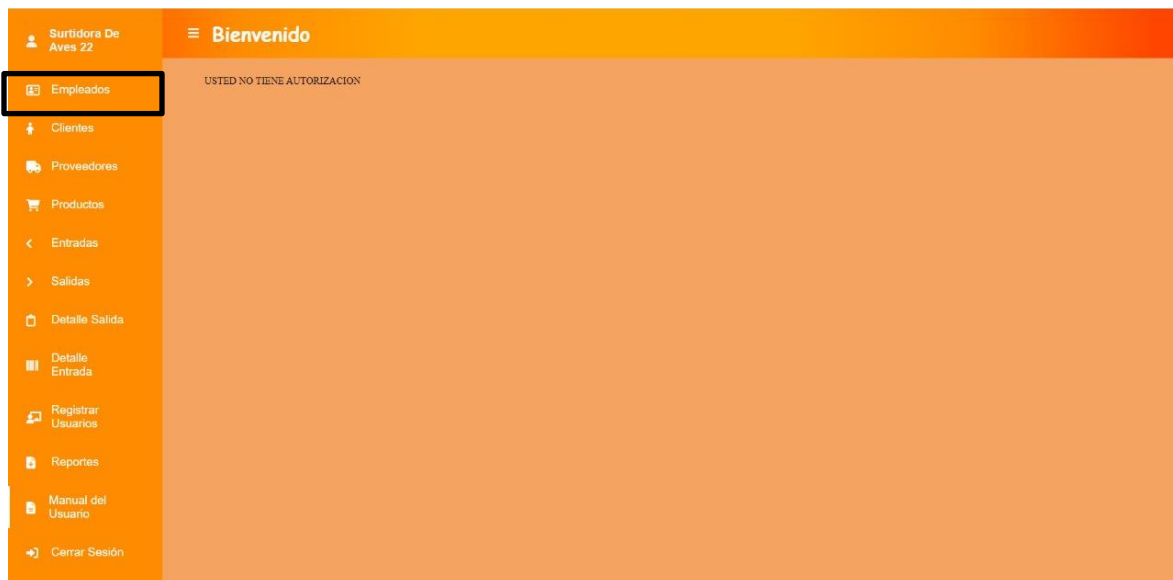 Surtidora De
Aves 22
Bienvenido
USTED NO TIENE AUTORIZACION
Empleados
Clientes
Proveedores
Productos
Entradas
Salidas
Detalle Salida
Detalle
Entrada
Registrar
Usuarios
Reportes
Manual del
Usuario
Cerrar Sesión